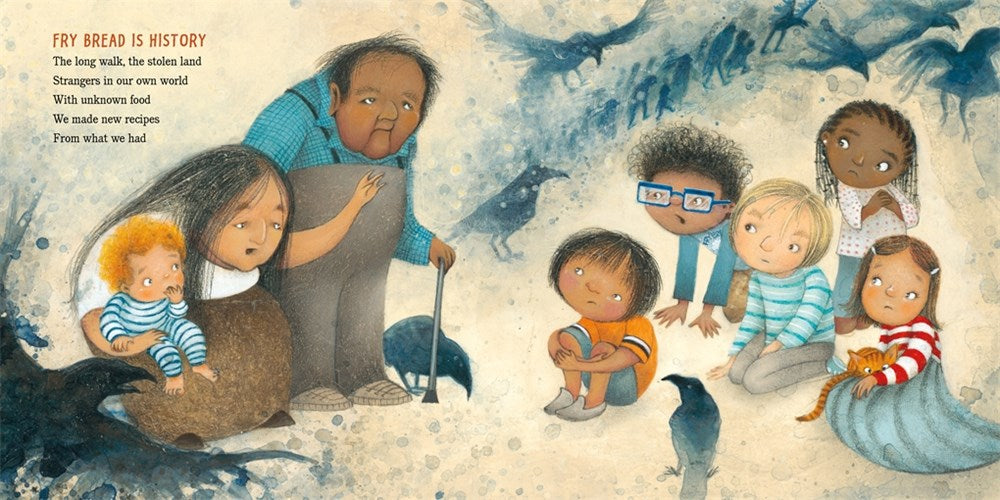 FRY BREAD IS HISTORY
The long walk, the stolen land
Strangers in our own world
With unknown food
We made new recipes
From what we had